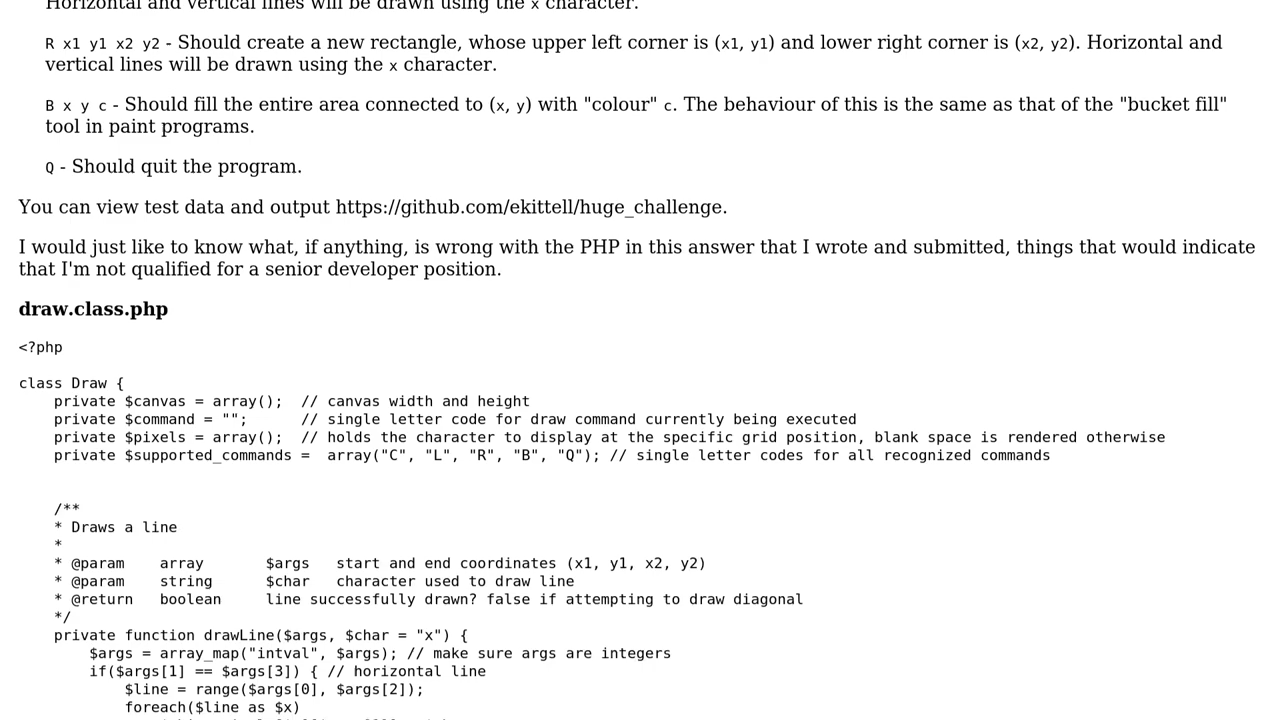 Horizontal and vertical lines will be drawn using the x character.
R x1 y1 x2 y2 - Should create a new rectangle, whose upper left corner is (x1, y1) and lower right corner is (x2, y2). Horizontal and
vertical lines will be drawn using the x character.
B x y c - Should fill the entire area connected to (x, y) with "colour" c. The behaviour of this is the same as that of the "bucket fill"
tool in paint programs.
Q - Should quit the program.
You can view test data and output https://github.com/ekittell/huge_challenge.
I would just like to know what, if anything, is wrong with the PHP in this answer that I wrote and submitted, things that would indicate
that I'm not qualified for a senior developer position.
draw.class.php
<?php
class Draw {
    private $canvas = array();  // canvas width and height
    private $command = "";      // single letter code for draw command currently being executed
    private $pixels = array();  // holds the character to display at the specific grid position, blank space is rendered otherwise
    private $supported_commands =  array("C", "L", "R", "B", "Q"); // single letter codes for all recognized commands
    /**
    * Draws a line
    *
    * @param    array       $args   start and end coordinates (x1, y1, x2, y2)
    * @param    string      $char   character used to draw line
    * @return   boolean     line successfully drawn? false if attempting to draw diagonal
    */
    private function drawLine($args, $char = "x") {
        $args = array_map("intval", $args); // make sure args are integers
        if($args[1] == $args[3]) { // horizontal line
            $line = range($args[0], $args[2]);
            foreach($line as $x)